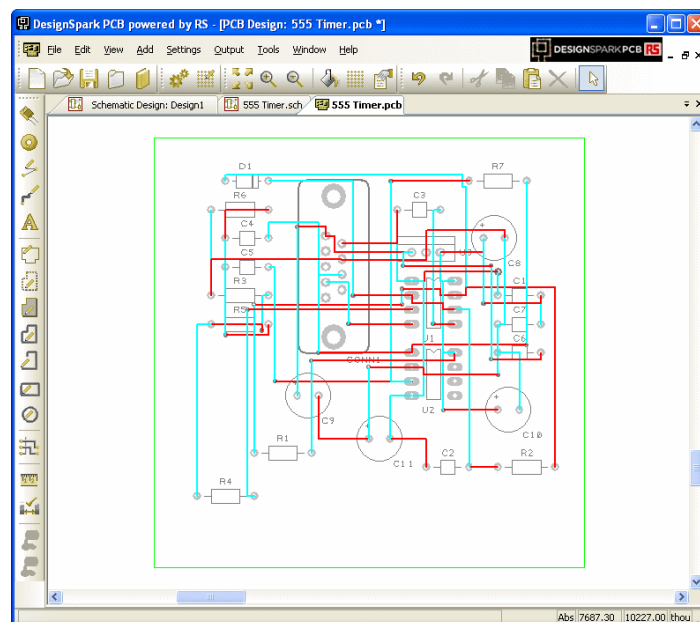 DesignSpark PCB powered by RS - [PCB Design: 555 Timer.pcb *]
File Edit View Add Settings Output Tools Window Help
DESIGNSPARK PCB RS
Schematic Design: Design1 555 Timer.sch 555 Timer.pcb
D1 R7
R6 C3
C4
C5 U3 C8
R3 C1
R5 C7
U1
CONN1 C6
U2
C9 C10
R1 C11 C2 R2
R4
Abs 7687.30 10227.00 thou